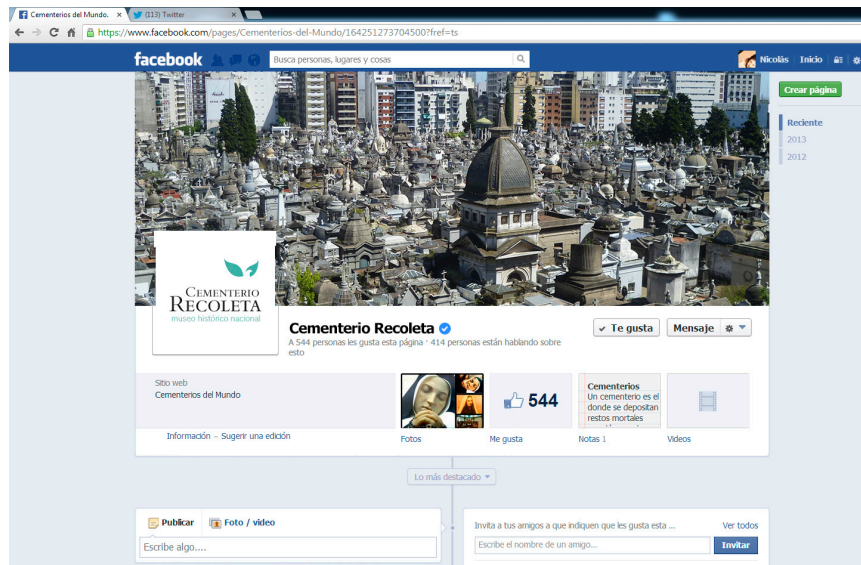 Cementerios del Mundo.
(113) Twitter
https://www.facebook.com/pages/Cementerios-del-Mundo/164251273704500?fref=ts
facebook
Busca personas, lugares y cosas
Nicolás
Inicio
Crear página
Reciente
2013
2012
CEMENTERIO
RECOLETA
museo histórico nacional
Cementerio Recoleta
A 544 personas les gusta esta página · 414 personas están hablando sobre
esto
Te gusta
Mensaje
Sitio web
Cementerios del Mundo
Información – Sugerir una edición
Fotos
544
Me gusta
Cementerios
Un cementerio es el
donde se depositan
restos mortales
Notas 1
Videos
Lo más destacado
Publicar
Foto / video
Escribe algo....
Invita a tus amigos a que indiquen que les gusta esta ...
Ver todos
Escribe el nombre de un amigo...
Invitar